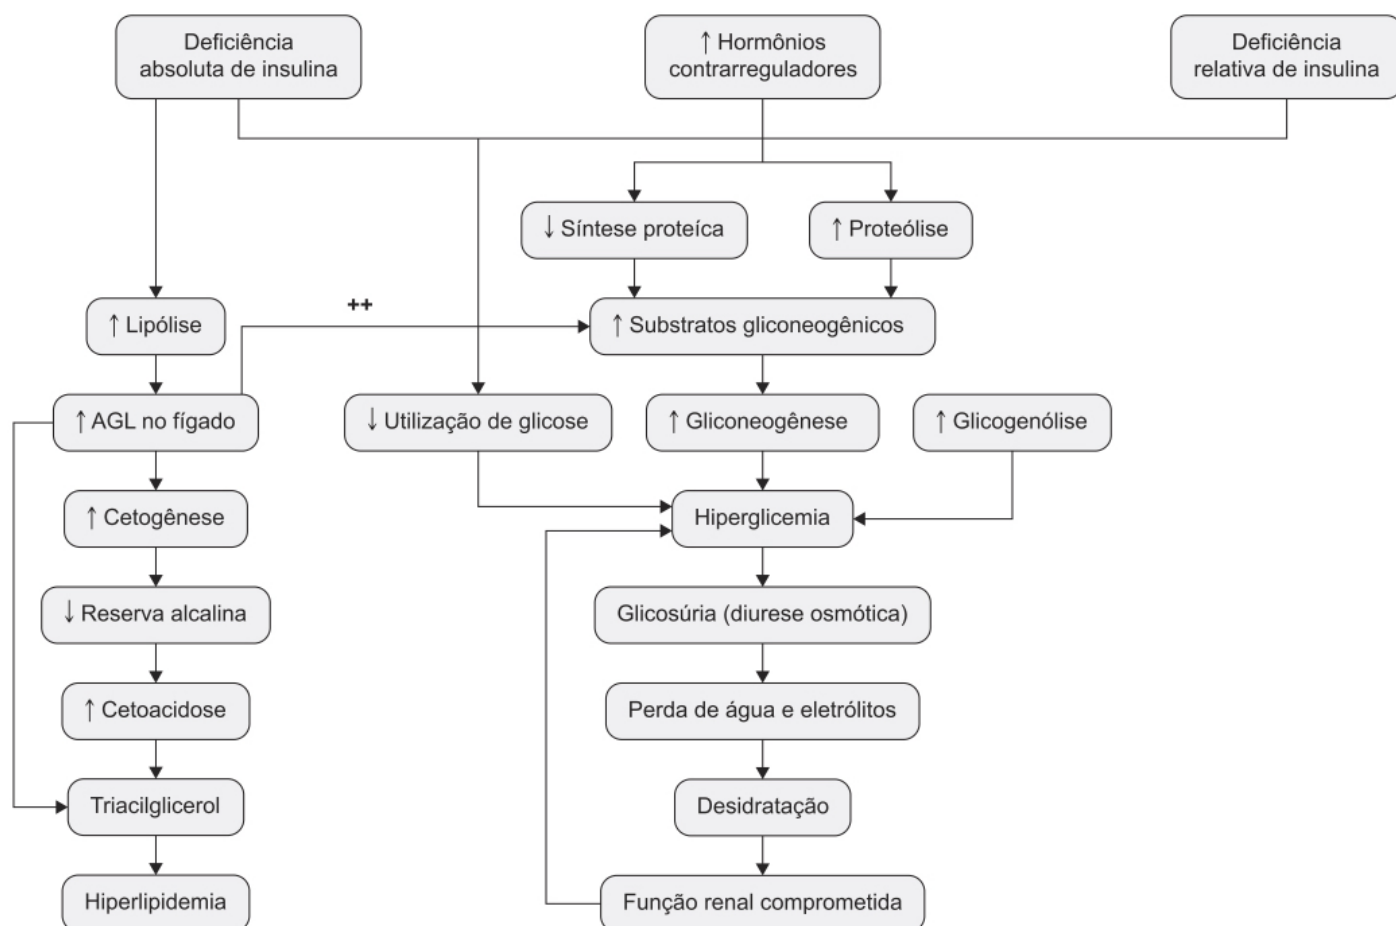 Deficiência
absoluta de insulina
↑ Hormônios
contrarreguladores
Deficiência
relativa de insulina
↓ Síntese proteíca
↑ Proteólise
++
↑ Lipólise
↑ Substratos gliconeogênicos
↑ AGL no fígado
↓ Utilização de glicose
↑ Gliconeogênese
↑ Glicogenólise
↑ Cetogênese
Hiperglicemia
↓ Reserva alcalina
Glicosúria (diurese osmótica)
↑ Cetoacidose
Perda de água e eletrólitos
Triacilglicerol
Desidratação
Hiperlipidemia
Função renal comprometida